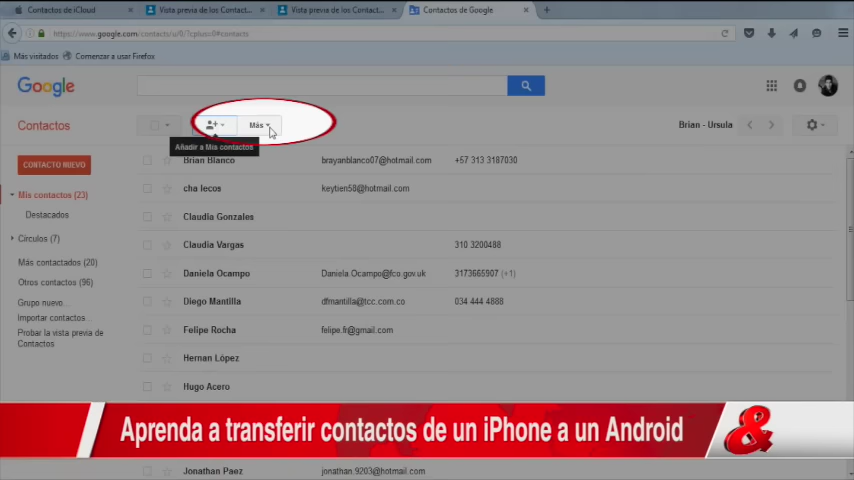 Contactos de iCloud
Vista previa de los Contact...
Vista previa de los Contact...
Contactos de Google
https://www.google.com/contacts/u/0/?cplus=0#contacts
Más visitados
Comenzar a usar Firefox
Google
Contactos
Más
Brian - Ursula
Añadir a Mis contactos
CONTACTO NUEVO
Mis contactos (23)
Destacados
Círculos (7)
Más contactados (20)
Otros contactos (96)
Grupo nuevo...
Importar contactos...
Probar la vista previa de
Contactos
Brian Blanco brayanblanco07@hotmail.com +57 313 3187030
cha lecos keytien58@hotmail.com
Claudia Gonzales
Claudia Vargas 310 3200488
Daniela Ocampo Daniela.Ocampo@fco.gov.uk 3173665907 (+1)
Diego Mantilla dfmantilla@tcc.com.co 034 444 4888
Felipe Rocha felipe.fr@gmail.com
Hernan López
Hugo Acero
Aprenda a transferir contactos de un iPhone a un Android
&
Jonathan Paez jonathan.9203@hotmail.com